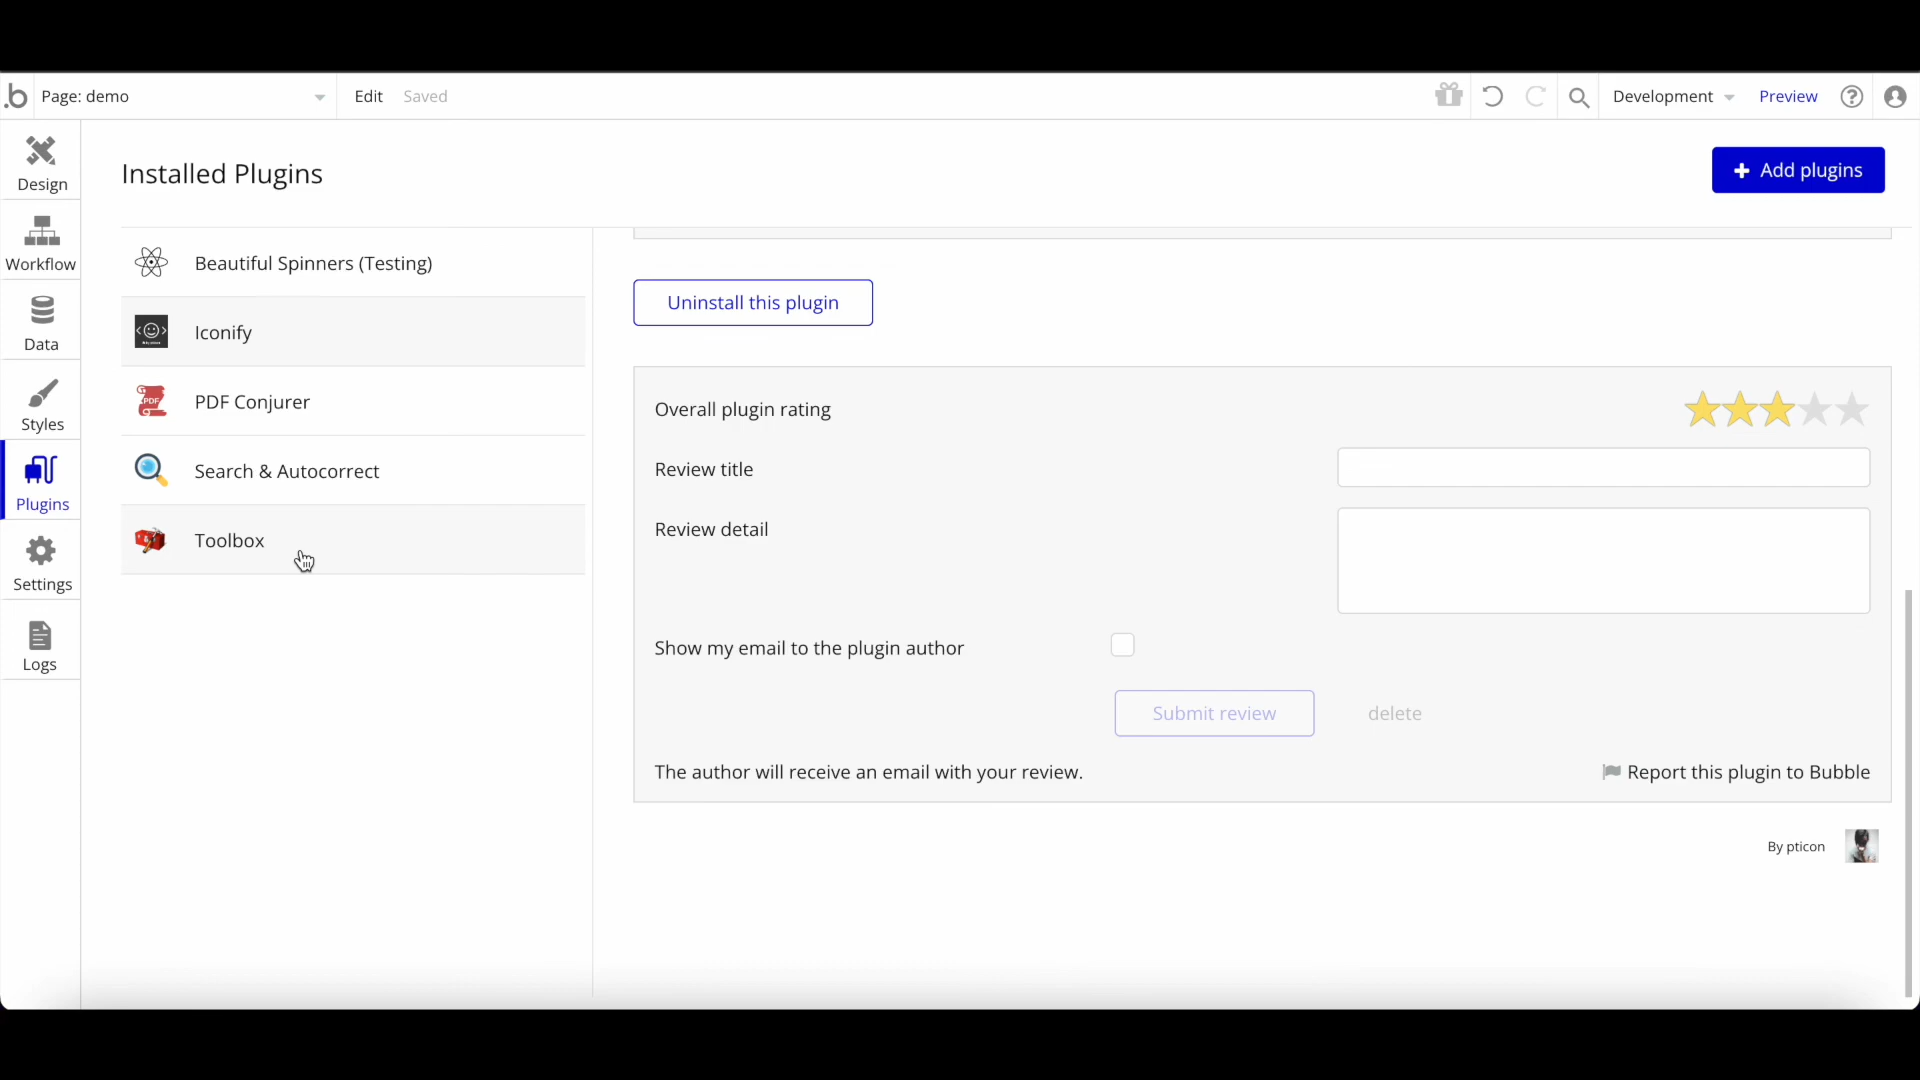 .b Page: demo Edit Saved Development Preview ?
Design
Workflow
Data
Styles
Plugins
Settings
Logs
Installed Plugins
+ Add plugins
Beautiful Spinners (Testing)
Iconify
PDF Conjurer
Search & Autocorrect
Toolbox
Uninstall this plugin
Overall plugin rating
Review title
Review detail
Show my email to the plugin author
Submit review delete
The author will receive an email with your review. Report this plugin to Bubble
By pticon